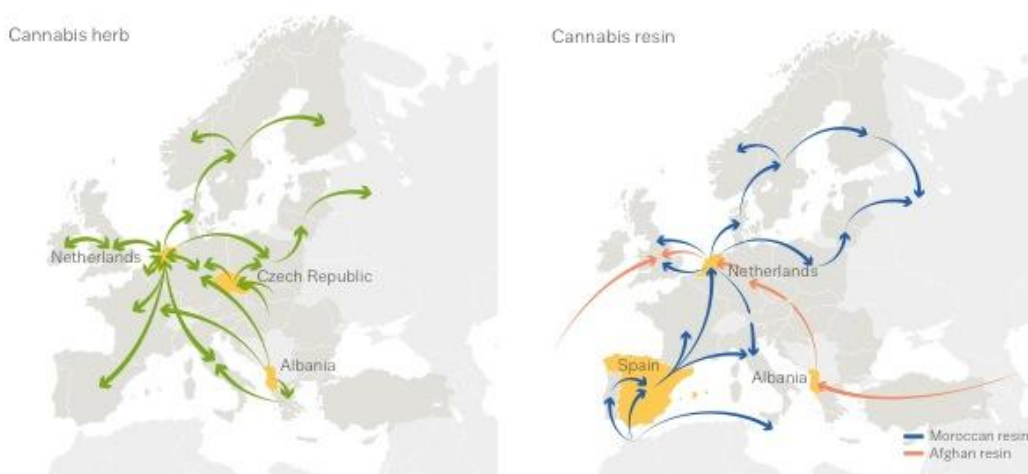 Cannabis herb
Netherlands
Czech Republic
Albania
Cannabis resin
Netherlands
Spain
Albania
Moroccan resin
Afghan resin